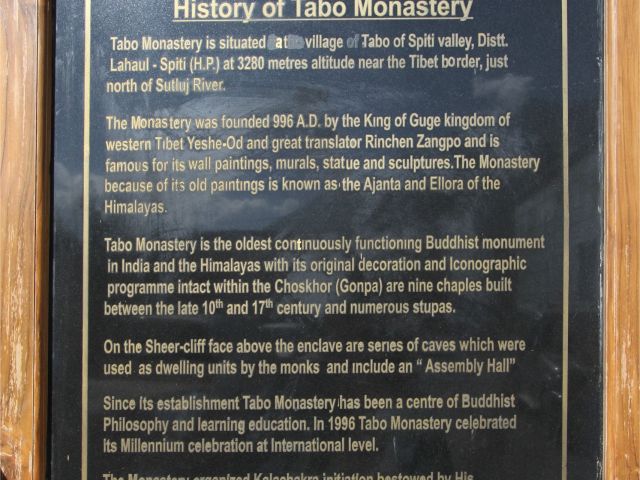 History of Tabo Monastery
Tabo Monastery is situated at village of Tabo of Spiti valley, Distt.
Lahaul - Spiti (H.P.) at 3280 metres altitude near the Tibet border, just
north of Sutluj River.
The Monastery was founded 996 A.D. by the King of Guge kingdom of
western Tibet Yeshe-Od and great translator Rinchen Zangpo and is
famous for its wall paintings, murals, statue and sculptures.The Monastery
because of its old paintings is known as the Ajanta and Ellora of the
Himalayas.
Tabo Monastery is the oldest continuously functioning Buddhist monument
in India and the Himalayas with its original decoration and Iconographic
programme intact within the Choskhor (Gonpa) are nine chaples built
between the late 10th and 17th century and numerous stupas.
On the Sheer-cliff face above the enclave are series of caves which were
used as dwelling units by the monks and include an “ Assembly Hall”
Since its establishment Tabo Monastery has been a centre of Buddhist
Philosophy and learning education. In 1996 Tabo Monastery celebrated
its Millennium celebration at International level.
The Monastery organized Kalachakra initiation bestowed by His